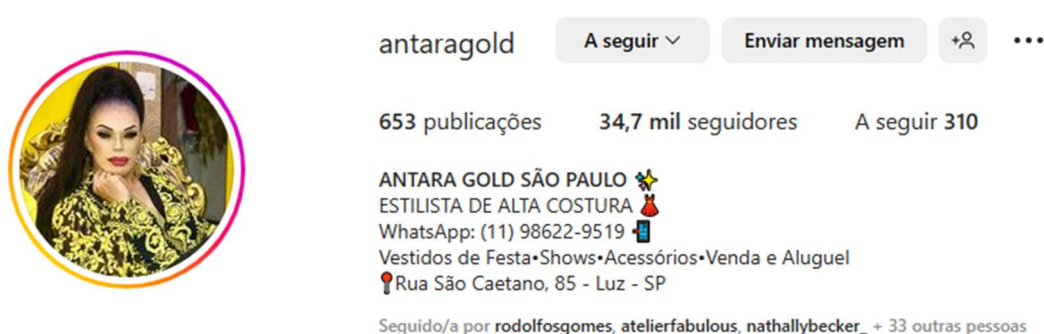 antaragold A seguir Enviar mensagem
653 publicações 34,7 mil seguidores A seguir 310
ANTARA GOLD SÃO PAULO ✨
ESTILISTA DE ALTA COSTURA 💃
WhatsApp: (11) 98622-9519 📲
Vestidos de Festa•Shows•Acessórios•Venda e Aluguel
📍Rua São Caetano, 85 - Luz - SP
Seguido/a por rodolfosgomes, atelierfabulous, nathallybecker_ + 33 outras pessoas